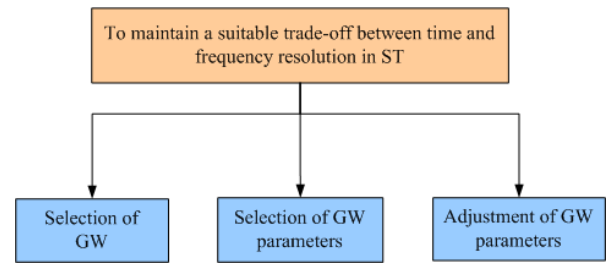 To maintain a suitable trade-off between time and
frequency resolution in ST
Selection of
GW
Selection of GW
parameters
Adjustment of GW
parameters